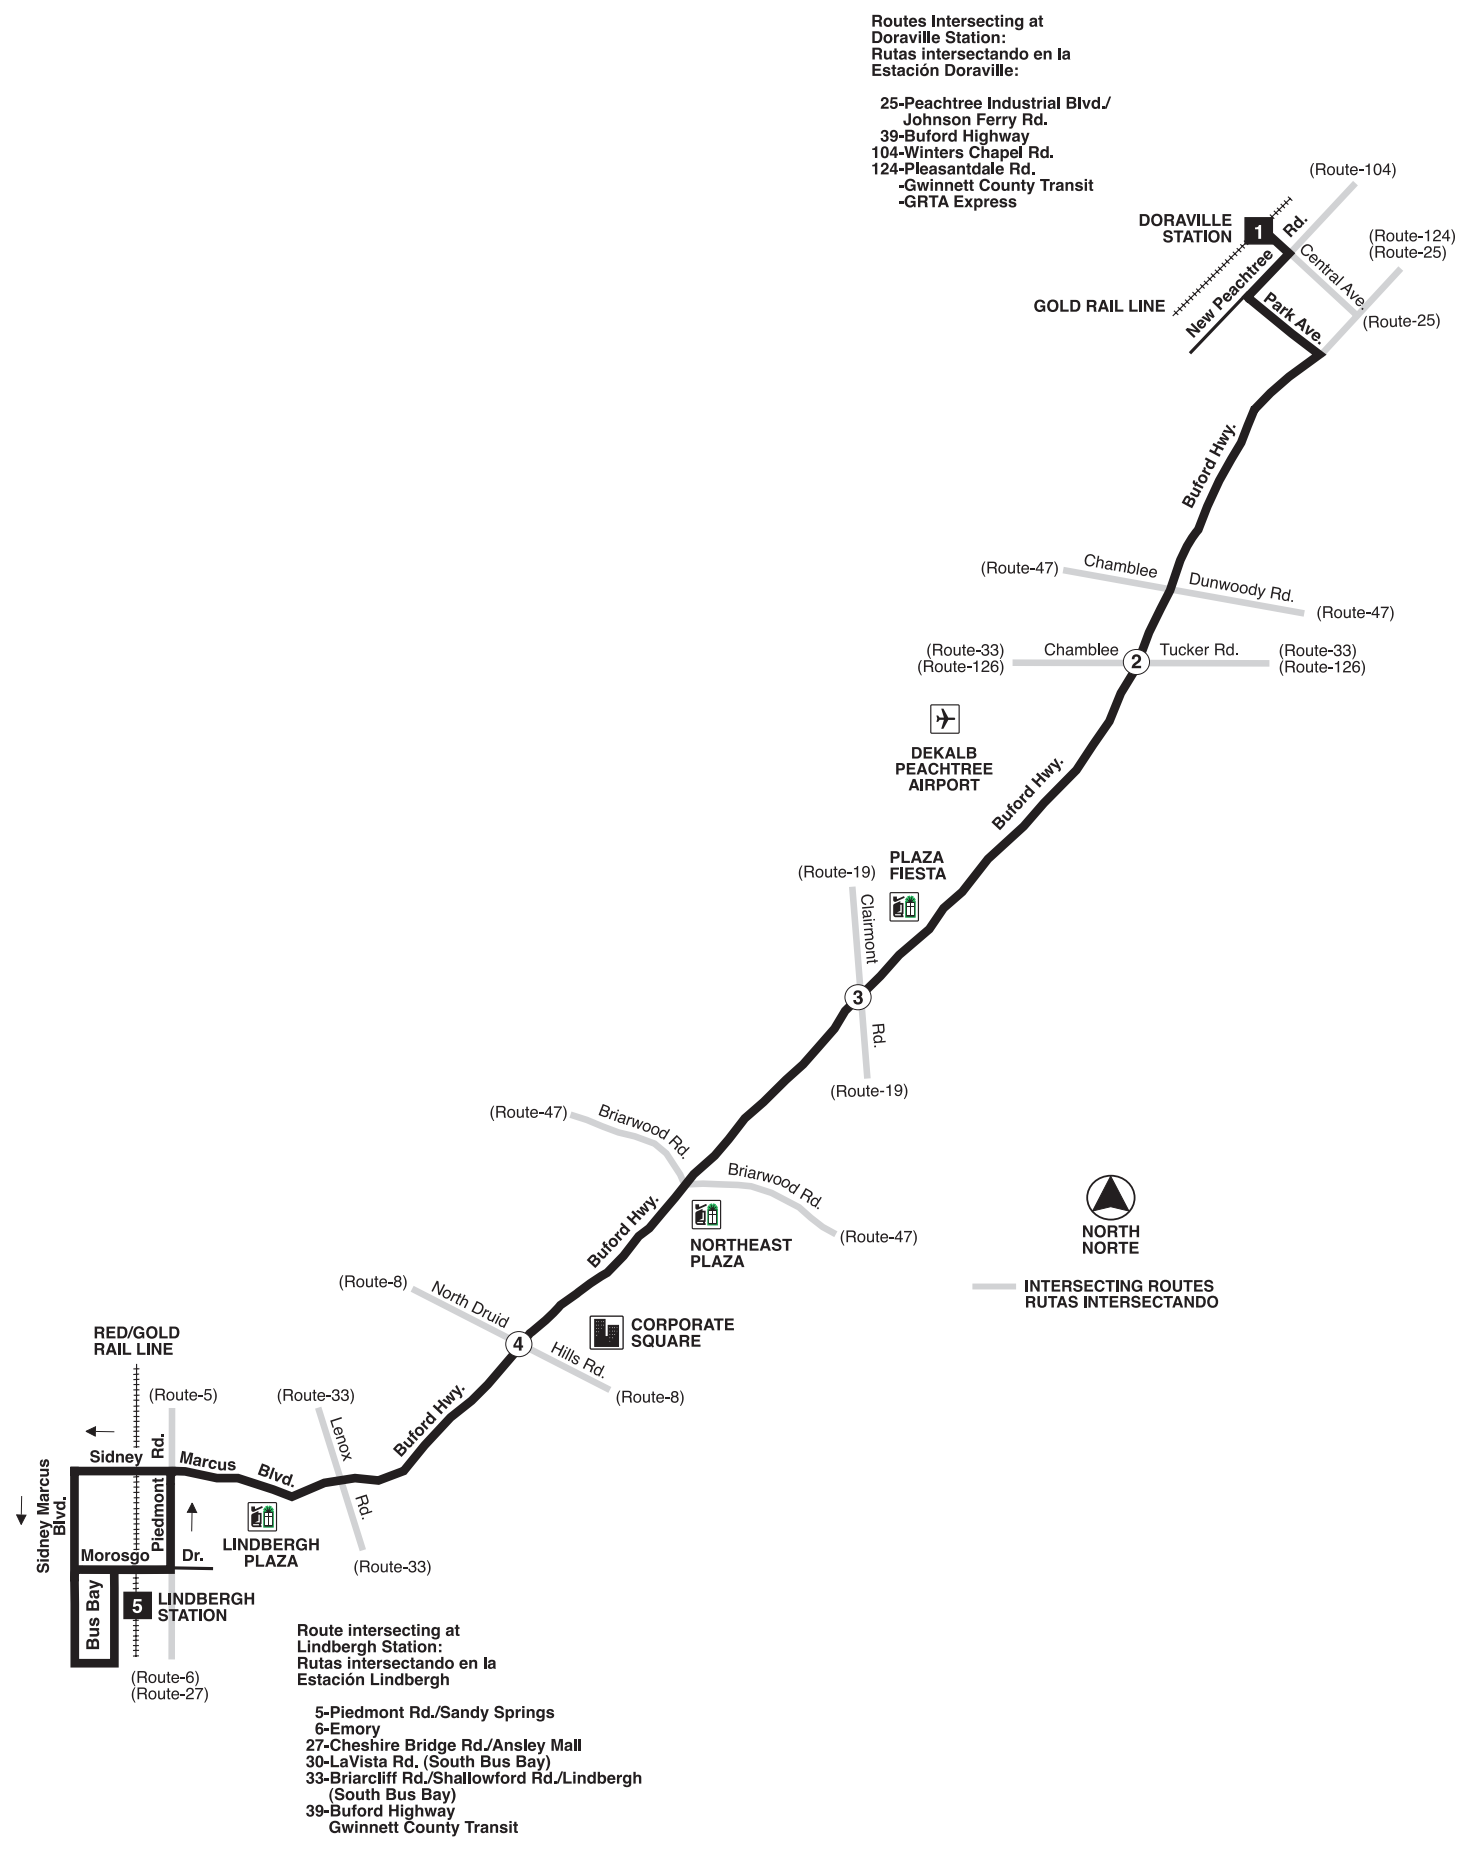 Routes Intersecting at
Doraville Station:
Rutas intersectando en la
Estación Doraville:
25-Peachtree Industrial Blvd./
Johnson Ferry Rd.
39-Buford Highway
104-Winters Chapel Rd.
124-Pleasantdale Rd.
-Gwinnett County Transit
-GRTA Express
(Route-104)
DORAVILLE
STATION
1
Rd.
(Route-124)
(Route-25)
Central Ave.
New Peachtree
GOLD RAIL LINE
Park Ave.
(Route-25)
Buford Hwy.
(Route-47)
Chamblee
Dunwoody Rd.
(Route-47)
(Route-33)
(Route-126)
Chamblee
2
Tucker Rd.
(Route-33)
(Route-126)
DEKALB
PEACHTREE
AIRPORT
Buford Hwy.
PLAZA
FIESTA
(Route-19)
Clairmont
3
Rd.
(Route-19)
(Route-47)
Briarwood Rd.
Briarwood Rd.
(Route-47)
Buford Hwy.
NORTHEAST
PLAZA
NORTH
NORTE
INTERSECTING ROUTES
RUTAS INTERSECTANDO
(Route-8)
North Druid
4
Hills Rd.
(Route-8)
CORPORATE
SQUARE
RED/GOLD
RAIL LINE
(Route-5)
(Route-33)
Lenox
Rd.
(Route-33)
Buford Hwy.
Sidney
Marcus
Blvd.
Piedmont
Rd.
Sidney Marcus
Blvd.
Morosgo
Dr.
LINDBERGH
PLAZA
Bus Bay
5
LINDBERGH
STATION
(Route-6)
(Route-27)
Route intersecting at
Lindbergh Station:
Rutas intersectando en la
Estación Lindbergh
5-Piedmont Rd./Sandy Springs
6-Emory
27-Cheshire Bridge Rd./Ansley Mall
30-LaVista Rd. (South Bus Bay)
33-Briarcliff Rd./Shallowford Rd./Lindbergh
(South Bus Bay)
39-Buford Highway
Gwinnett County Transit